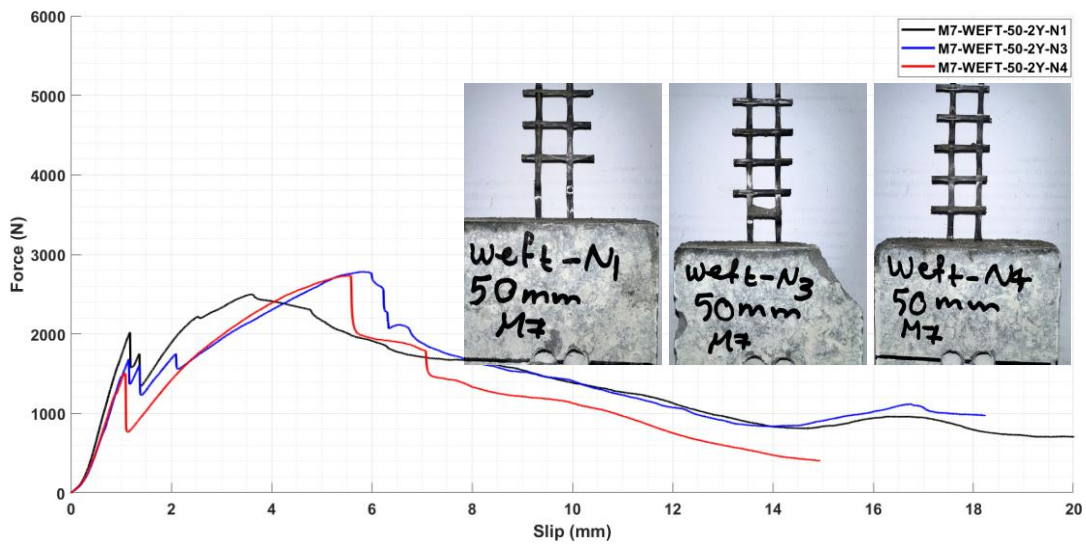 6000
5000
4000
3000
2000
1000
0
Force (N)
M7-WEFT-50-2Y-N1
M7-WEFT-50-2Y-N3
M7-WEFT-50-2Y-N4
weft-N1
50mm
M7
weft-N3
50mm
M7
Weft-N4
50mm
M7
0 2 4 6 8 10 12 14 16 18 20
Slip (mm)